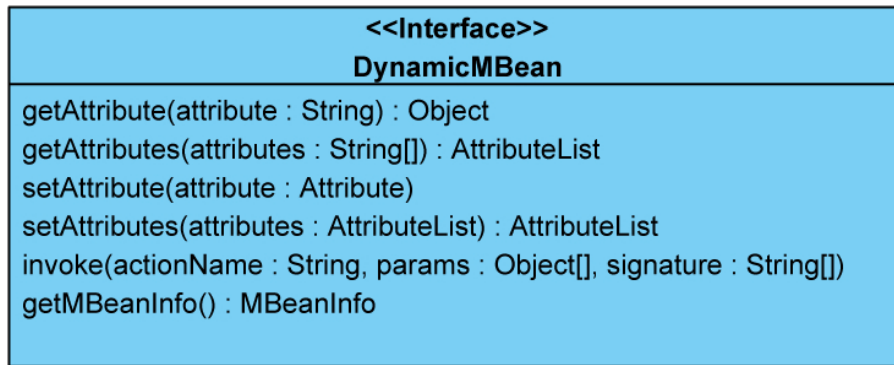 <<Interface>>
DynamicMBean
getAttribute(attribute : String) : Object
getAttributes(attributes : String[]) : AttributeList
setAttribute(attribute : Attribute)
setAttributes(attributes : AttributeList) : AttributeList
invoke(actionName : String, params : Object[], signature : String[])
getMBeanInfo() : MBeanInfo